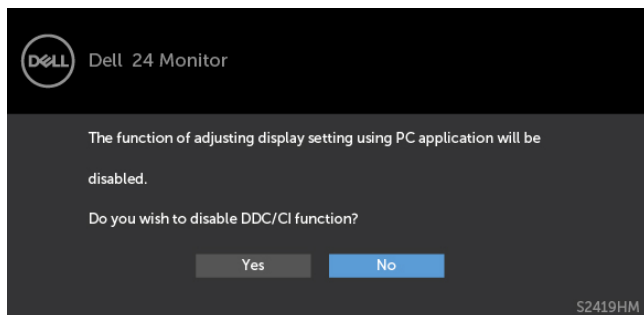 DELL
Dell 24 Monitor
The function of adjusting display setting using PC application will be
disabled.
Do you wish to disable DDC/CI function?
Yes
No
S2419HM